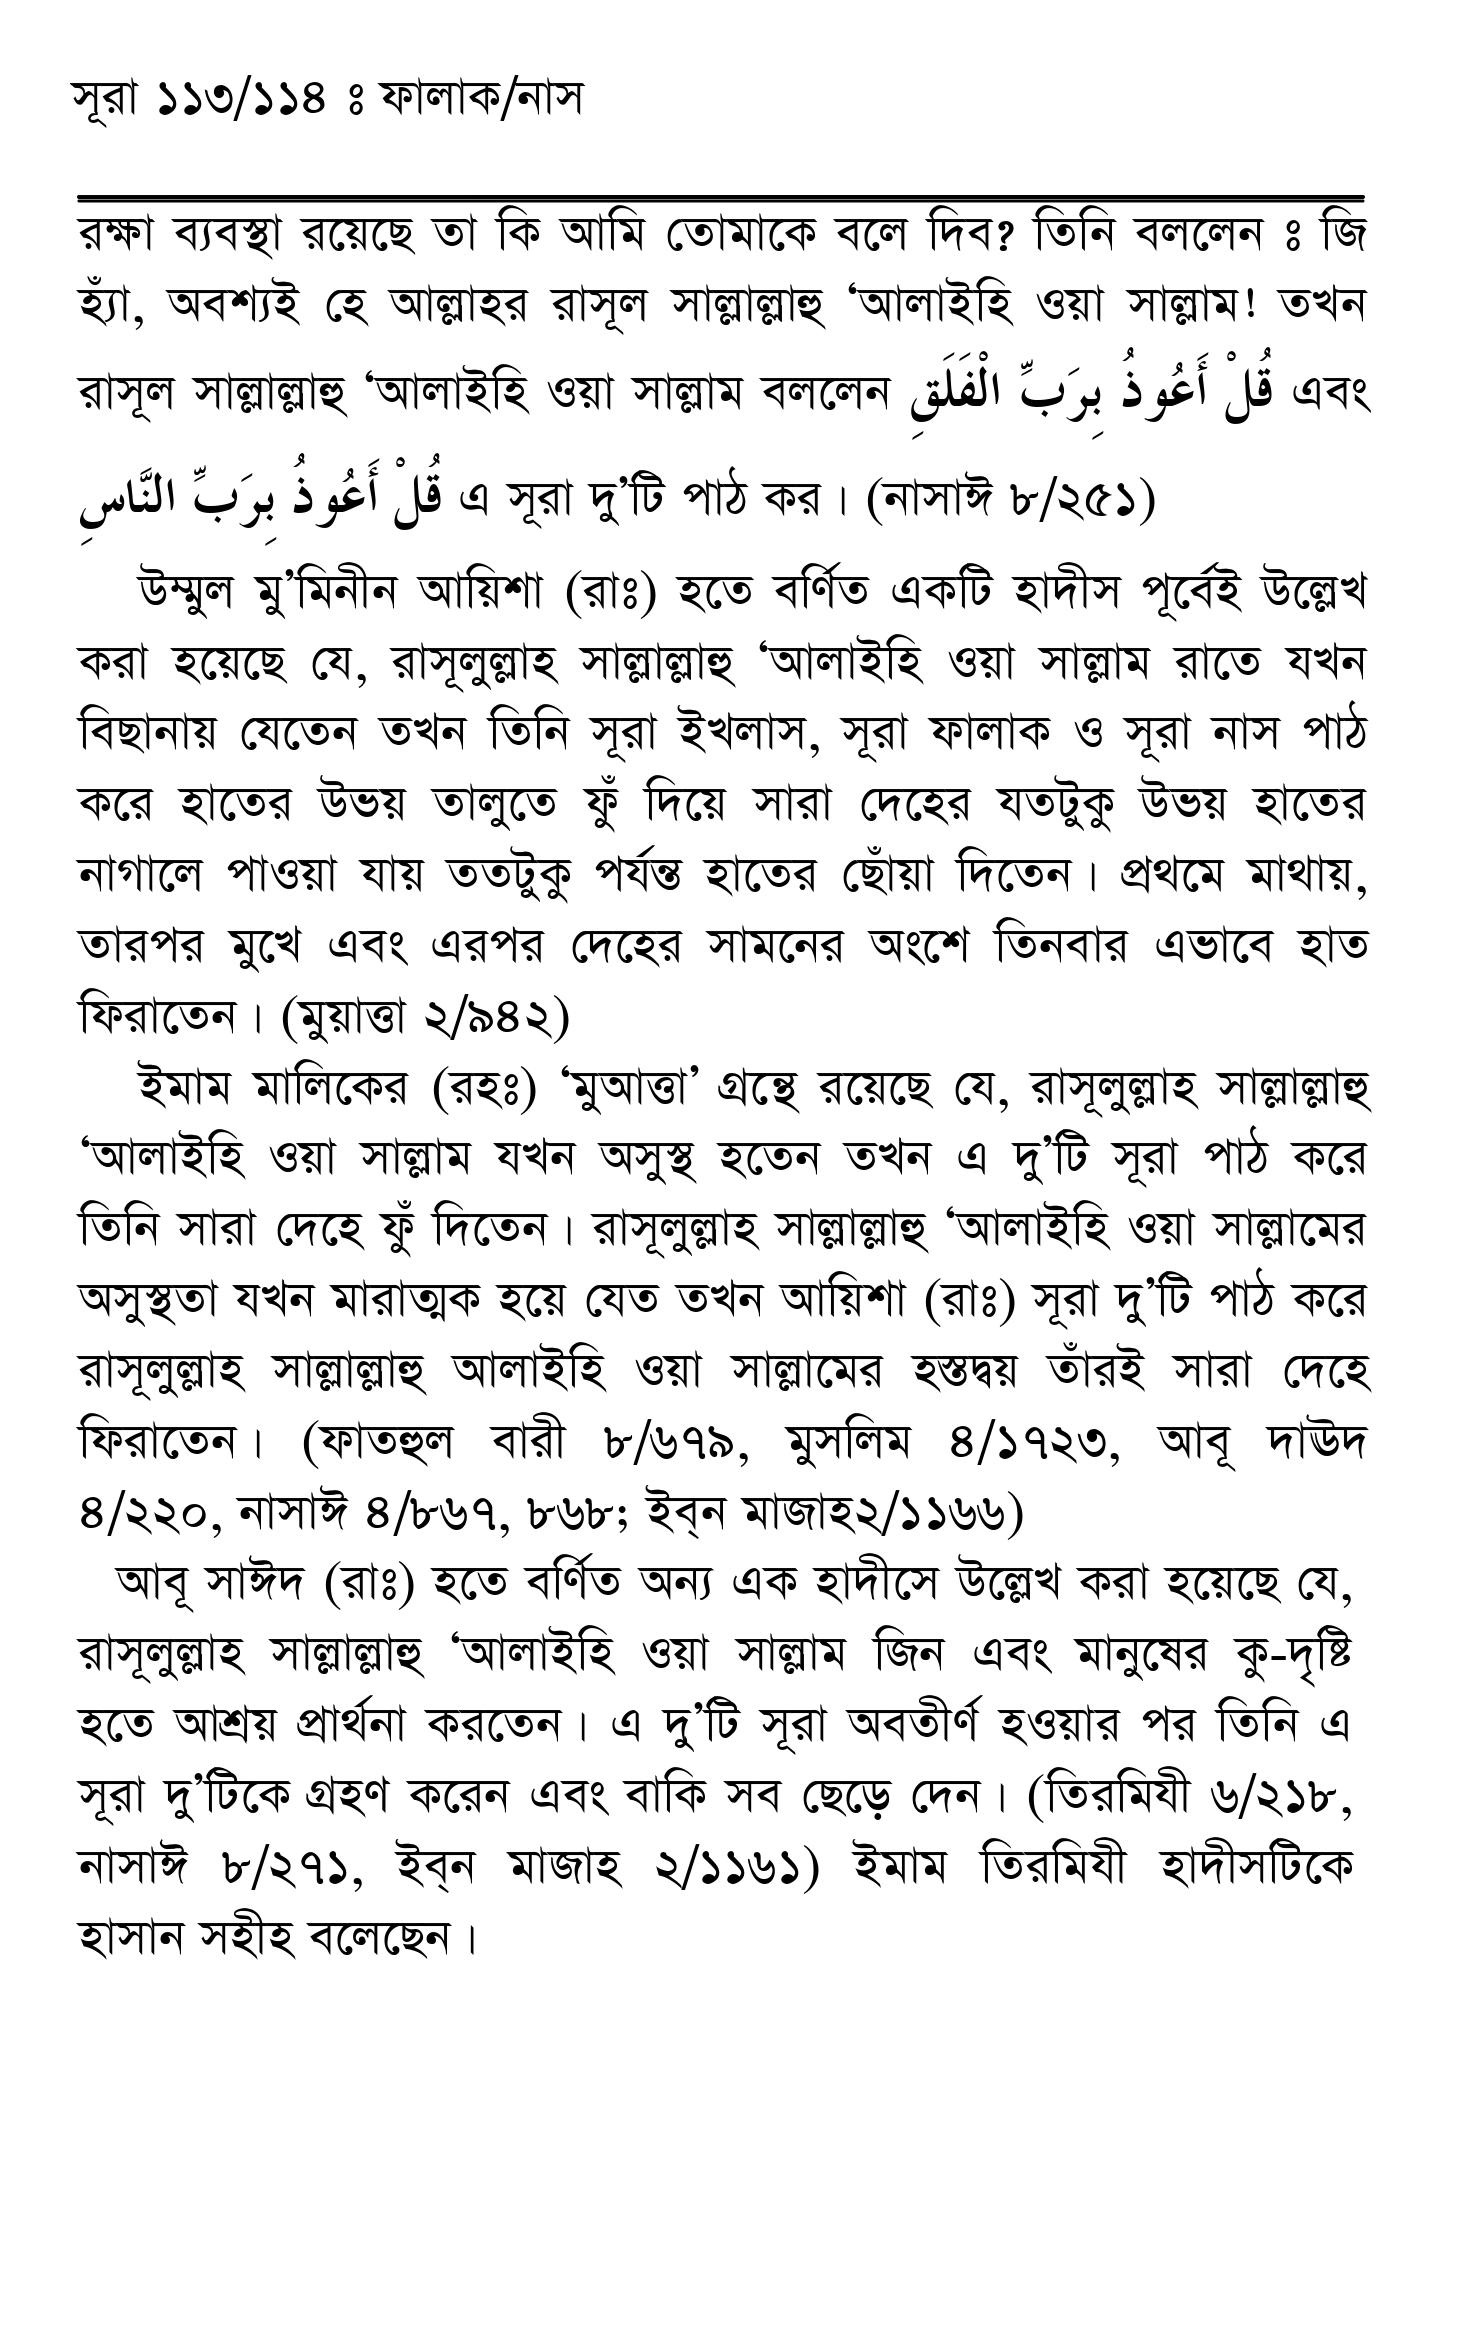 সূরা ১১৩/১১৪ ঃ ফালাক/নাস
রক্ষা ব্যবস্থা রয়েছে তা কি আমি তোমাকে বলে দিব? তিনি বললেন ঃ জি
হ্যাঁ, অবশ্যই হে আল্লাহর রাসূল সাল্লাল্লাহু ‘আলাইহি ওয়া সাল্লাম! তখন
রাসূল সাল্লাল্লাহু ‘আলাইহি ওয়া সাল্লাম বললেন قُلْ أَعُوذُ بِرَبِّ الْفَلَقِ এবং
قُلْ أَعُوذُ بِرَبِّ النَّاسِ এ সূরা দু’টি পাঠ কর। (নাসাঈ ৮/২৫১)
উম্মুল মু’মিনীন আয়িশা (রাঃ) হতে বর্ণিত একটি হাদীস পূর্বেই উল্লেখ
করা হয়েছে যে, রাসূলুল্লাহ সাল্লাল্লাহু ‘আলাইহি ওয়া সাল্লাম রাতে যখন
বিছানায় যেতেন তখন তিনি সূরা ইখলাস, সূরা ফালাক ও সূরা নাস পাঠ
করে হাতের উভয় তালুতে ফুঁ দিয়ে সারা দেহের যতটুকু উভয় হাতের
নাগালে পাওয়া যায় ততটুকু পর্যন্ত হাতের ছোঁয়া দিতেন। প্রথমে মাথায়,
তারপর মুখে এবং এরপর দেহের সামনের অংশে তিনবার এভাবে হাত
ফিরাতেন। (মুয়াত্তা ২/৯৪২)
ইমাম মালিকের (রহঃ) ‘মুআত্তা’ গ্রন্থে রয়েছে যে, রাসূলুল্লাহ সাল্লাল্লাহু
‘আলাইহি ওয়া সাল্লাম যখন অসুস্থ হতেন তখন এ দু’টি সূরা পাঠ করে
তিনি সারা দেহে ফুঁ দিতেন। রাসূলুল্লাহ সাল্লাল্লাহু ‘আলাইহি ওয়া সাল্লামের
অসুস্থতা যখন মারাত্মক হয়ে যেত তখন আয়িশা (রাঃ) সূরা দু’টি পাঠ করে
রাসূলুল্লাহ সাল্লাল্লাহু আলাইহি ওয়া সাল্লামের হস্তদ্বয় তাঁরই সারা দেহে
ফিরাতেন। (ফাতহুল বারী ৮/৬৭৯, মুসলিম ৪/১৭২৩, আবূ দাঊদ
৪/২২০, নাসাঈ ৪/৮৬৭, ৮৬৮; ইব্‌ন মাজাহ২/১১৬৬)
আবূ সাঈদ (রাঃ) হতে বর্ণিত অন্য এক হাদীসে উল্লেখ করা হয়েছে যে,
রাসূলুল্লাহ সাল্লাল্লাহু ‘আলাইহি ওয়া সাল্লাম জিন এবং মানুষের কু-দৃষ্টি
হতে আশ্রয় প্রার্থনা করতেন। এ দু’টি সূরা অবতীর্ণ হওয়ার পর তিনি এ
সূরা দু’টিকে গ্রহণ করেন এবং বাকি সব ছেড়ে দেন। (তিরমিযী ৬/২১৮,
নাসাঈ ৮/২৭১, ইব্‌ন মাজাহ ২/১১৬১) ইমাম তিরমিযী হাদীসটিকে
হাসান সহীহ বলেছেন।